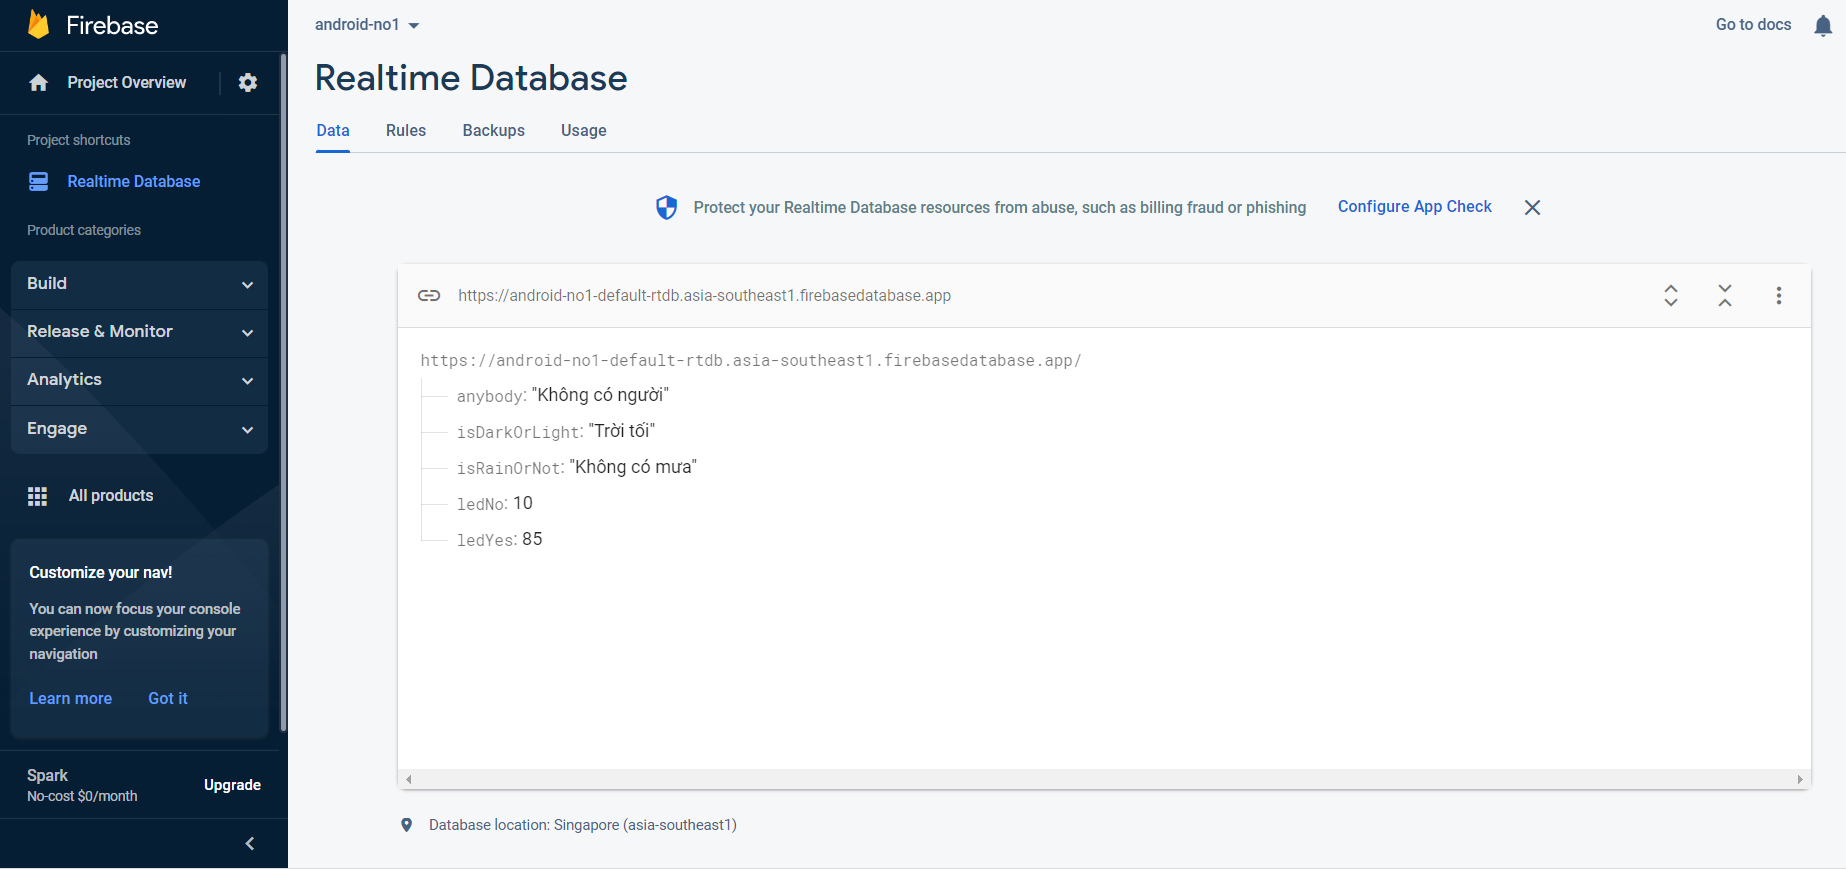 Firebase
Project Overview
Project shortcuts
Realtime Database
Product categories
Build
Release & Monitor
Analytics
Engage
All products
Customize your nav!
You can now focus your console
experience by customizing your
navigation
Learn more Got it
Spark
No-cost $0/month
Upgrade
android-no1
Go to docs
Realtime Database
Data Rules Backups Usage
Protect your Realtime Database resources from abuse, such as billing fraud or phishing Configure App Check
https://android-no1-default-rtdb.asia-southeast1.firebasedatabase.app
https://android-no1-default-rtdb.asia-southeast1.firebasedatabase.app/
anybody: "Không có người"
isDarkOrLight: "Trời tối"
isRainOrNot: "Không có mưa"
ledNo: 10
ledYes: 85
Database location: Singapore (asia-southeast1)